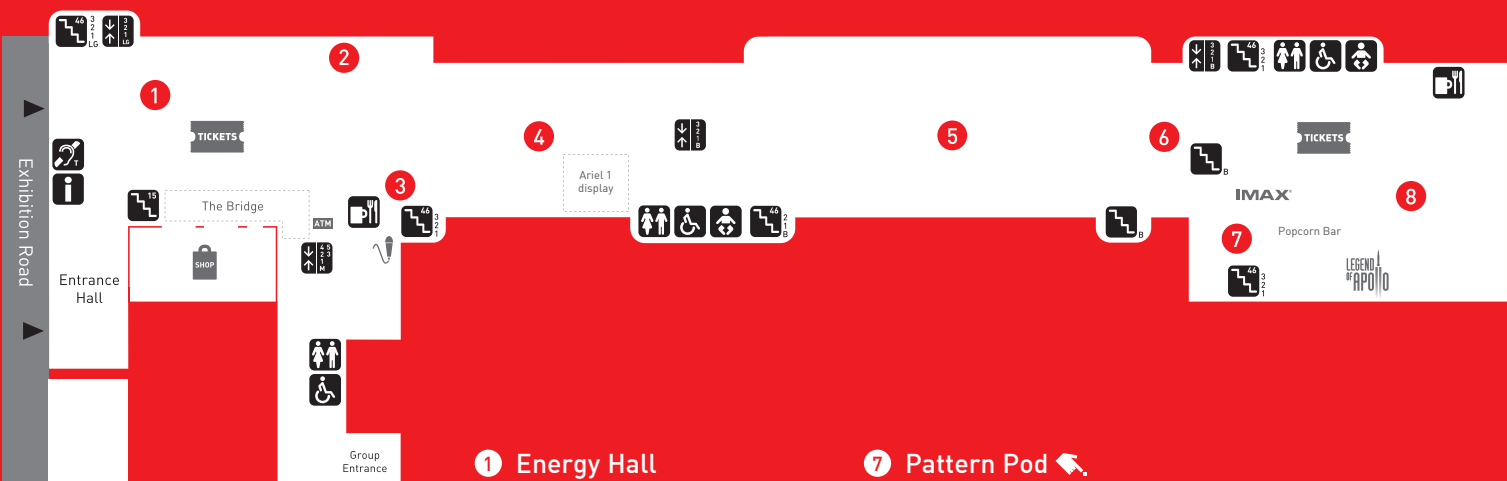 46
3
2
1
LG
3
2
1
LG
2
3
2
1
B
46
3
2
1
1
TICKETS
4
3
2
1
B
5
6
TICKETS
T
Exhibition Road
Ariel 1
display
B
3
8
IMAX
15
The Bridge
ATM
46
3
2
1
46
2
1
B
B
7
Popcorn Bar
SHOP
4 5
2 3
1
M
Entrance
Hall
46
3
2
1
LEGEND
OF APOLLO
Group
Entrance
1 Energy Hall
7 Pattern Pod